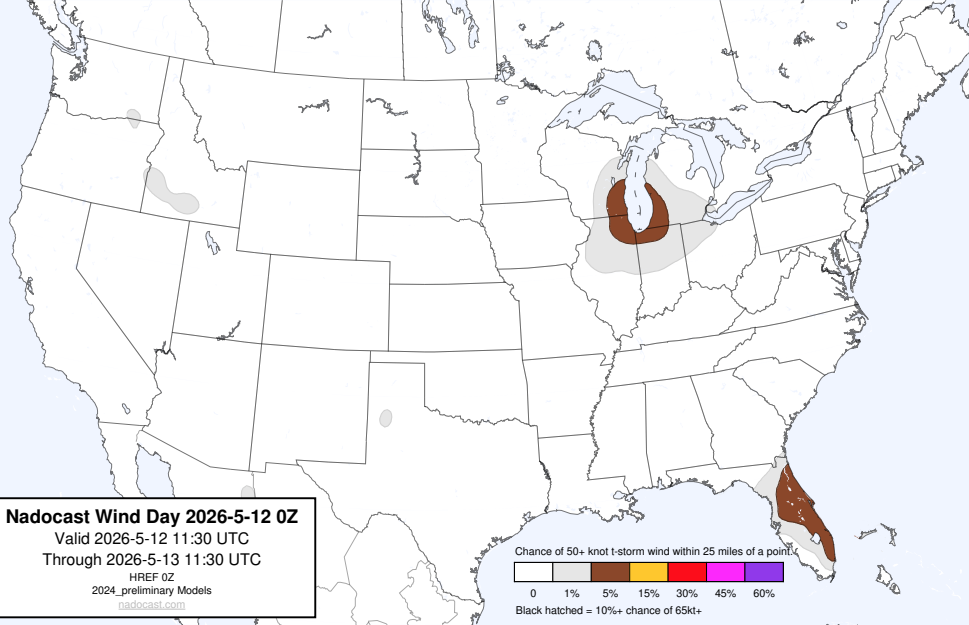 Nadocast Wind Day 2026-5-12 0Z
Valid 2026-5-12 11:30 UTC
Through 2026-5-13 11:30 UTC
HREF 0Z
2024_preliminary Models
nadocast.com
Chance of 50+ knot t-storm wind within 25 miles of a point.
0 1% 5% 15% 30% 45% 60%
Black hatched = 10%+ chance of 65kt+